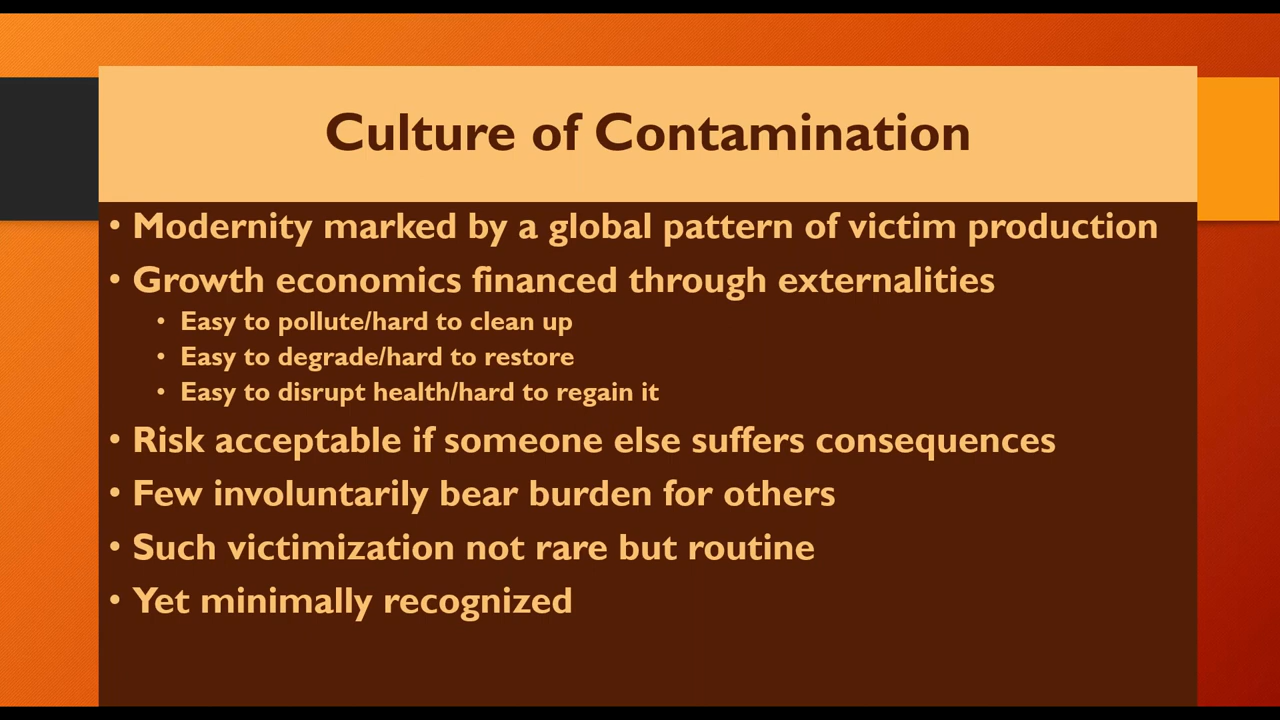 Culture of Contamination
• Modernity marked by a global pattern of victim production
• Growth economics financed through externalities
• Easy to pollute/hard to clean up
• Easy to degrade/hard to restore
• Easy to disrupt health/hard to regain it
• Risk acceptable if someone else suffers consequences
• Few involuntarily bear burden for others
• Such victimization not rare but routine
• Yet minimally recognized